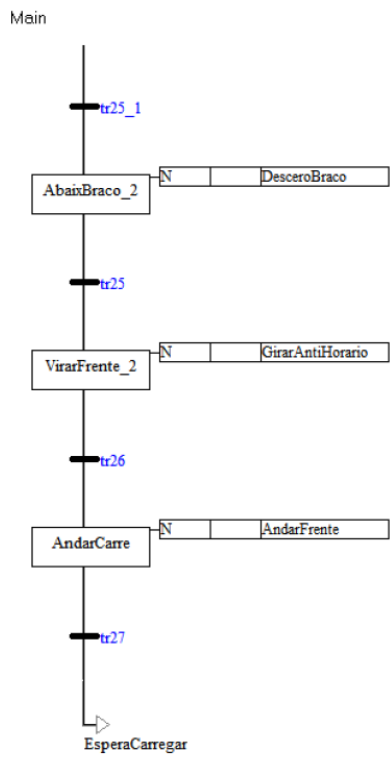 Main
tr25_1
AbaixBraco_2
N DesceroBraco
tr25
VirarFrente_2
N GirarAntiHorario
tr26
AndarCarre
N AndarFrente
tr27
EsperaCarregar